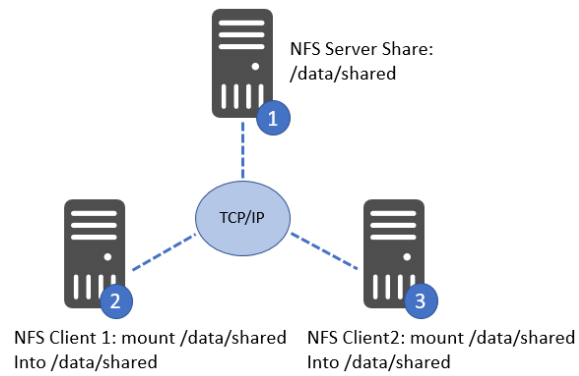 NFS Server Share:
/data/shared
1
TCP/IP
2
3
NFS Client 1: mount /data/shared
Into /data/shared
NFS Client2: mount /data/shared
Into /data/shared